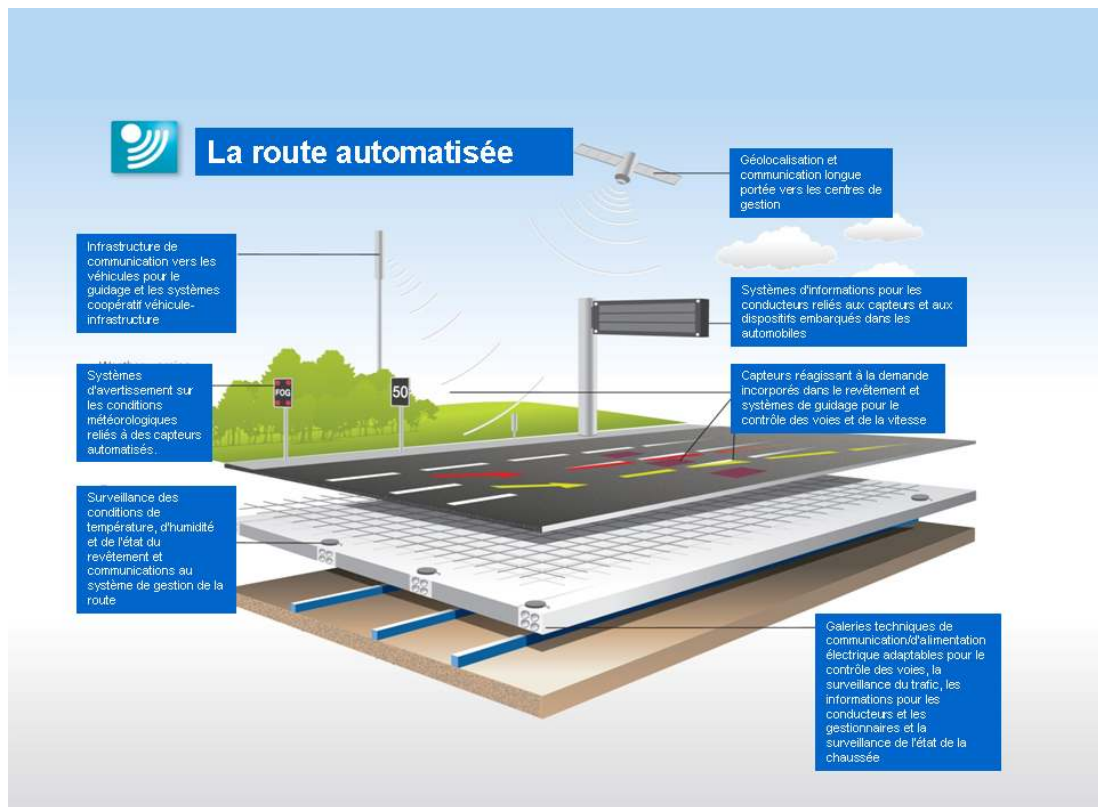 La route automatisée
Géolocalisation et
communication longue
portée vers les centres de
gestion
Infrastructure de
communication vers les
véhicules pour le
guidage et les systèmes
coopératif véhicule-
infrastructure
Systèmes d'informations pour les
conducteurs reliés aux capteurs et aux
dispositifs embarqués dans les
automobiles
Systèmes
d'avertissement sur
les conditions
météorologiques
reliés à des capteurs
automatisés.
FOG
50
Capteurs réagissant à la demande
incorporés dans le revêtement et
systèmes de guidage pour le
contrôle des voies et de la vitesse
Surveillance des
conditions de
température, d'humidité
et de l'état du
revêtement et
communications au
système de gestion de la
route
Galeries techniques de
communication/d'alimentation
électrique adaptables pour le
contrôle des voies, la
surveillance du trafic, les
informations pour les
conducteurs et les
gestionnaires et la
surveillance de l'état de la
chaussée